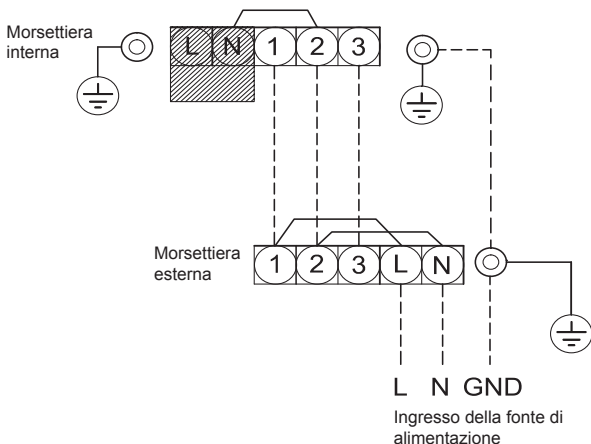 Morsettiera
interna
L N 1 2 3
Morsettiera
esterna
1 2 3 L N
L N GND
Ingresso della fonte di
alimentazione